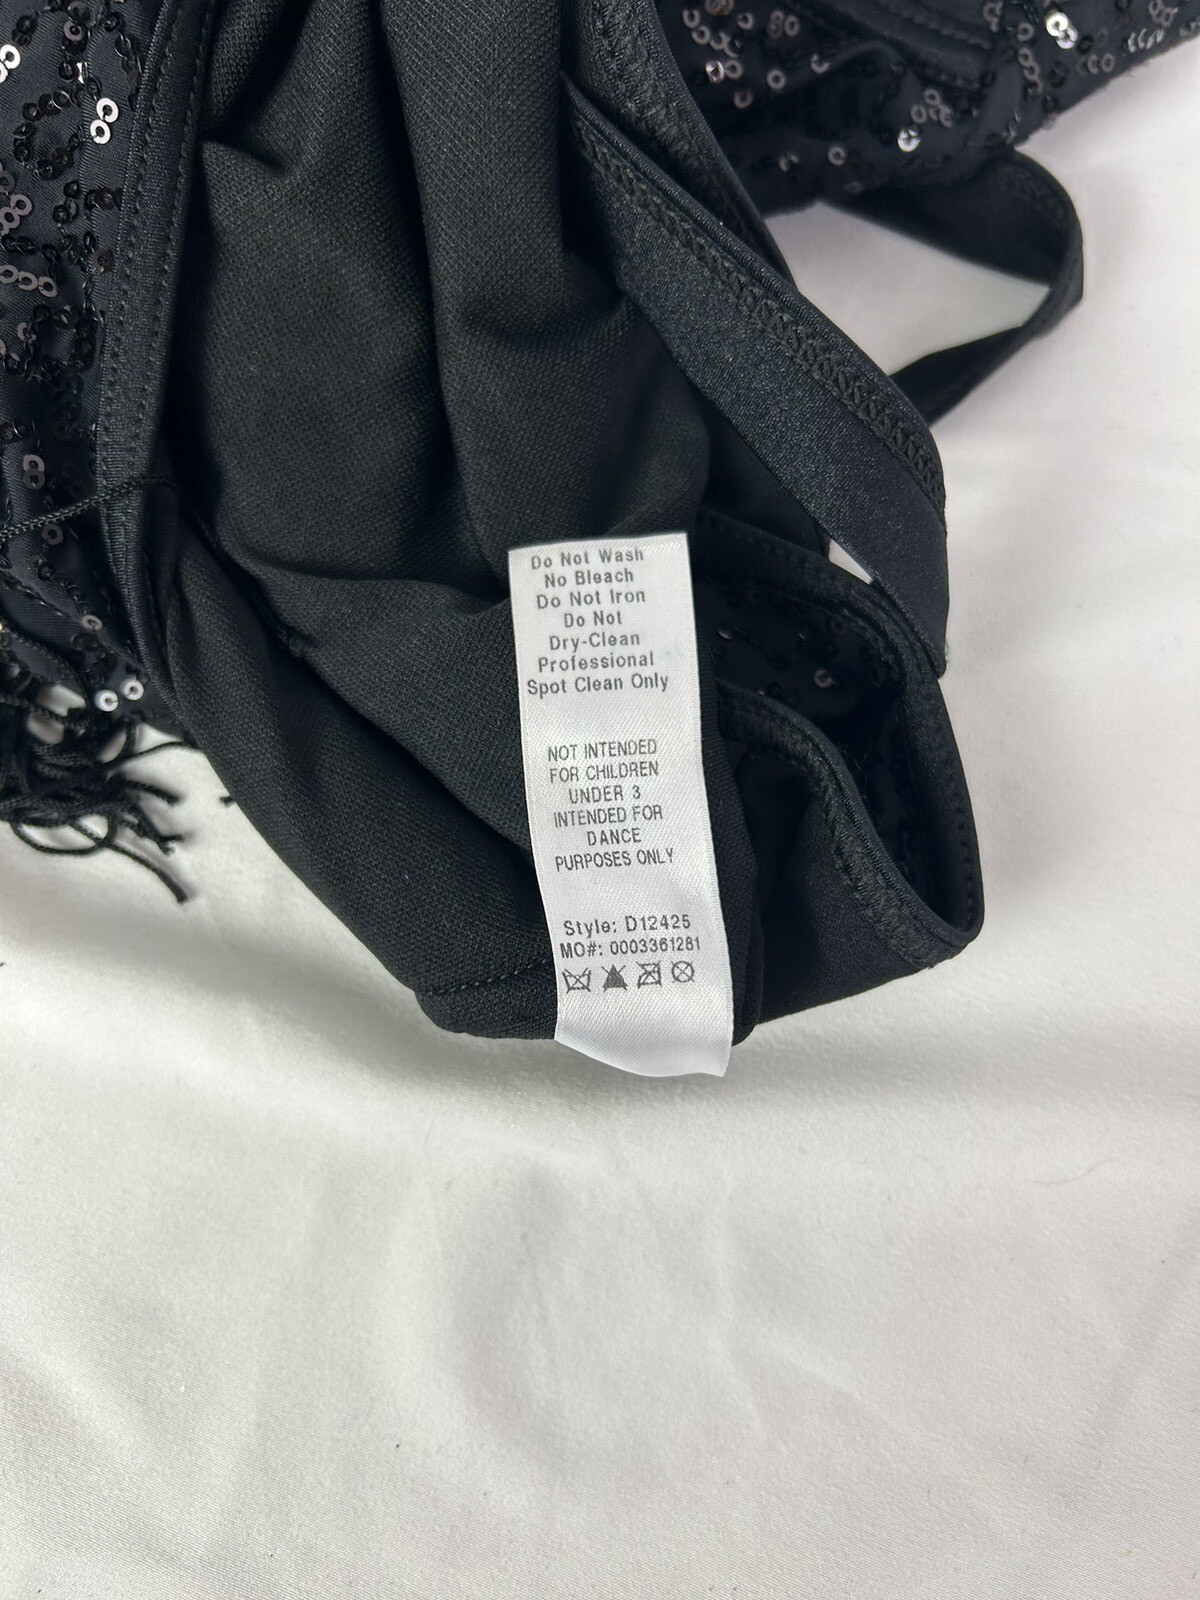 Do Not Wash
No Bleach
Do Not Iron
Do Not
Dry-Clean
Professional
Spot Clean Only
NOT INTENDED
FOR CHILDREN
UNDER 3
INTENDED FOR
DANCE
PURPOSES ONLY
Style: D12425
MO#: 0003361281